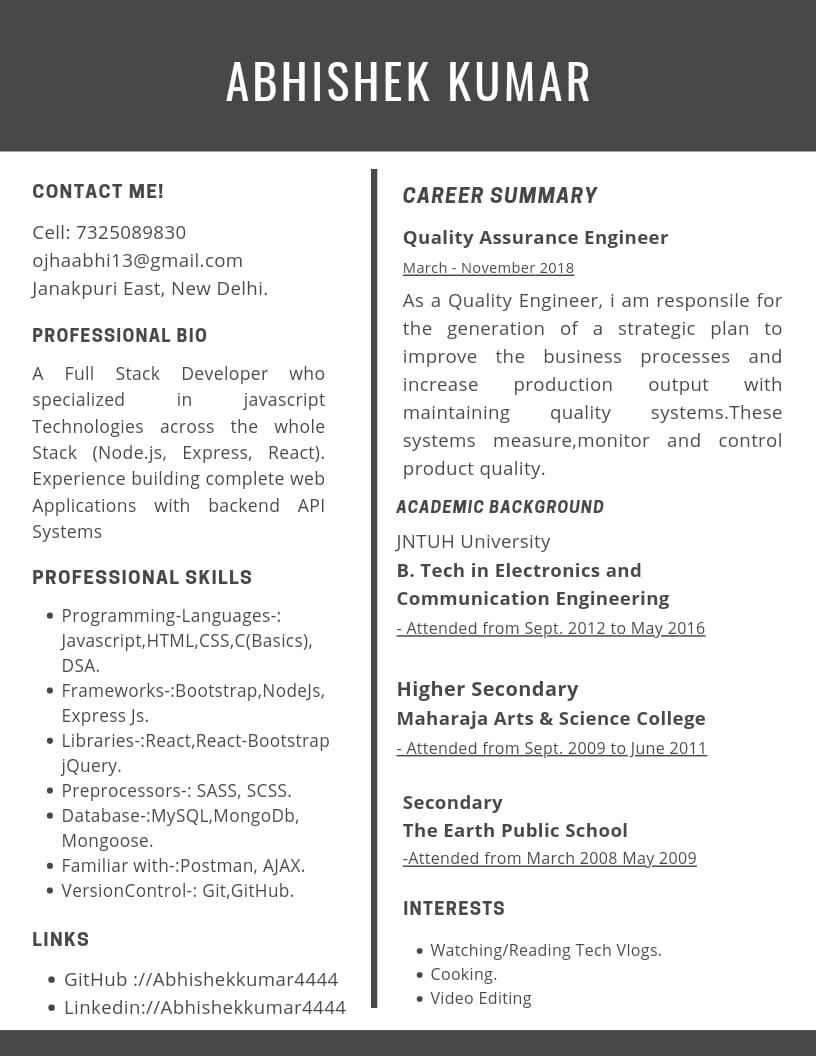 ABHISHEK KUMAR
CONTACT ME!
Cell: 7325089830
ojhaabhi13@gmail.com
Janakpuri East, New Delhi.
PROFESSIONAL BIO
A Full Stack Developer who
specialized in javascript
Technologies across the whole
Stack (Node.js, Express, React).
Experience building complete web
Applications with backend API
Systems
PROFESSIONAL SKILLS
• Programming-Languages-:
Javascript,HTML,CSS,C(Basics),
DSA.
• Frameworks-:Bootstrap,NodeJs,
Express Js.
• Libraries-:React,React-Bootstrap
jQuery.
• Preprocessors-: SASS, SCSS.
• Database-:MySQL,MongoDb,
Mongoose.
• Familiar with-:Postman, AJAX.
• VersionControl-: Git,GitHub.
LINKS
• GitHub ://Abhishekkumar4444
• Linkedin://Abhishekkumar4444
CAREER SUMMARY
Quality Assurance Engineer
March - November 2018
As a Quality Engineer, i am responsile for
the generation of a strategic plan to
improve the business processes and
increase production output with
maintaining quality systems.These
systems measure,monitor and control
product quality.
ACADEMIC BACKGROUND
JNTUH University
B. Tech in Electronics and
Communication Engineering
- Attended from Sept. 2012 to May 2016
Higher Secondary
Maharaja Arts & Science College
- Attended from Sept. 2009 to June 2011
Secondary
The Earth Public School
-Attended from March 2008 May 2009
INTERESTS
• Watching/Reading Tech Vlogs.
• Cooking.
• Video Editing